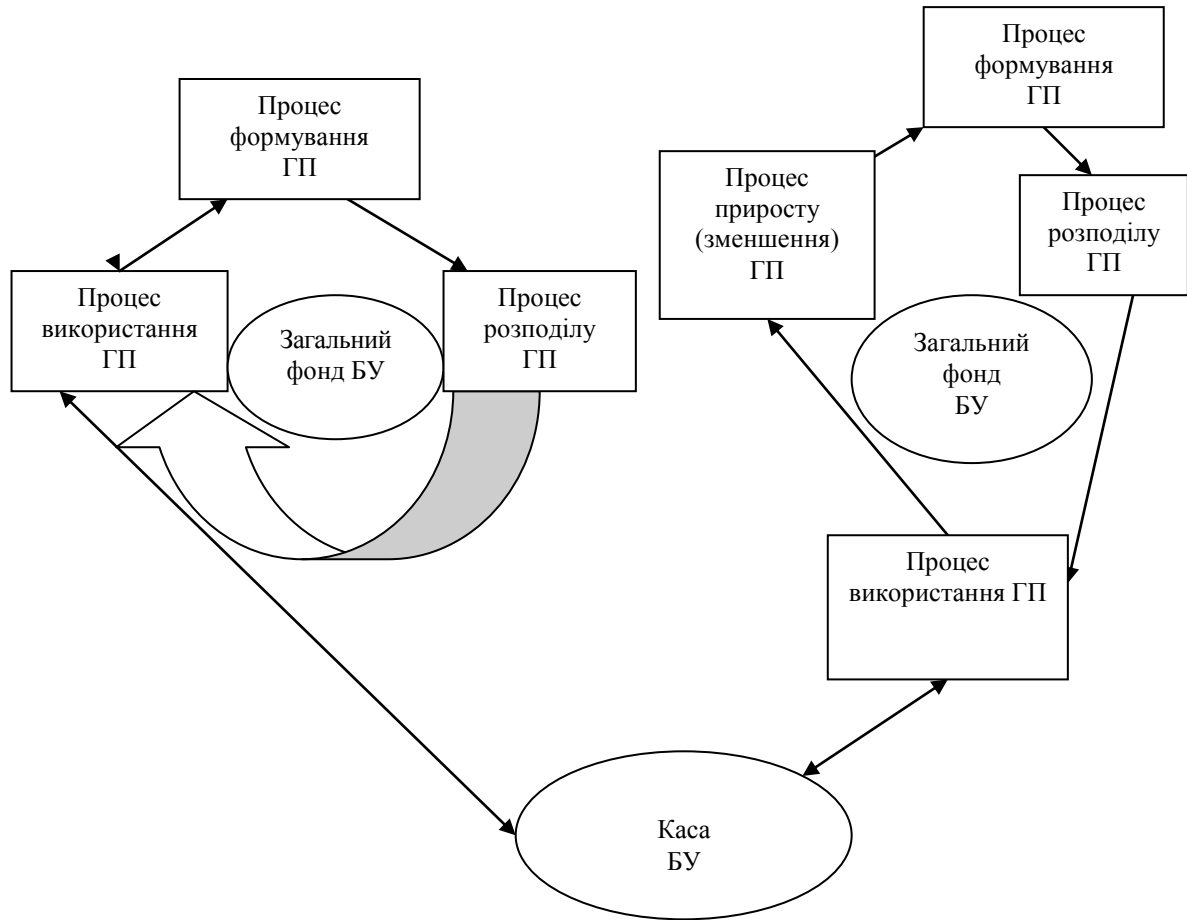 Процес
формування
ГП
Процес
використання
ГП
Загальний
фонд БУ
Процес
розподілу
ГП
Процес
формування
ГП
Процес
приросту
(зменшення)
ГП
Процес
розподілу
ГП
Загальний
фонд
БУ
Процес
використання ГП
Каса
БУ